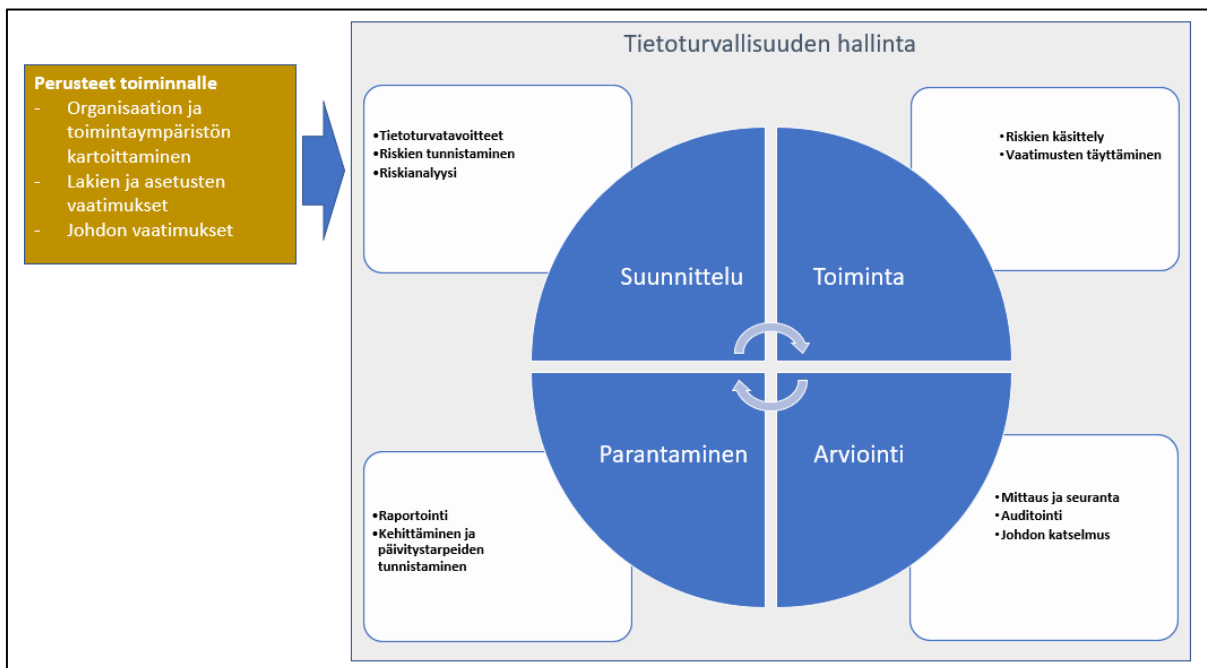 Tietoturvallisuuden hallinta
Perusteet toiminnalle
- Organisaation ja
toimintaympäristön
kartoittaminen
- Lakien ja asetusten
vaatimukset
- Johdon vaatimukset
•Tietoturvatavoitteet
•Riskien tunnistaminen
•Riskianalyysi
•Riskien käsittely
•Vaatimusten täyttäminen
Suunnittelu
Toiminta
Parantaminen
Arviointi
•Raportointi
•Kehittäminen ja
päivitystarpeiden
tunnistaminen
•Mittaus ja seuranta
•Auditointi
•Johdon katselmus